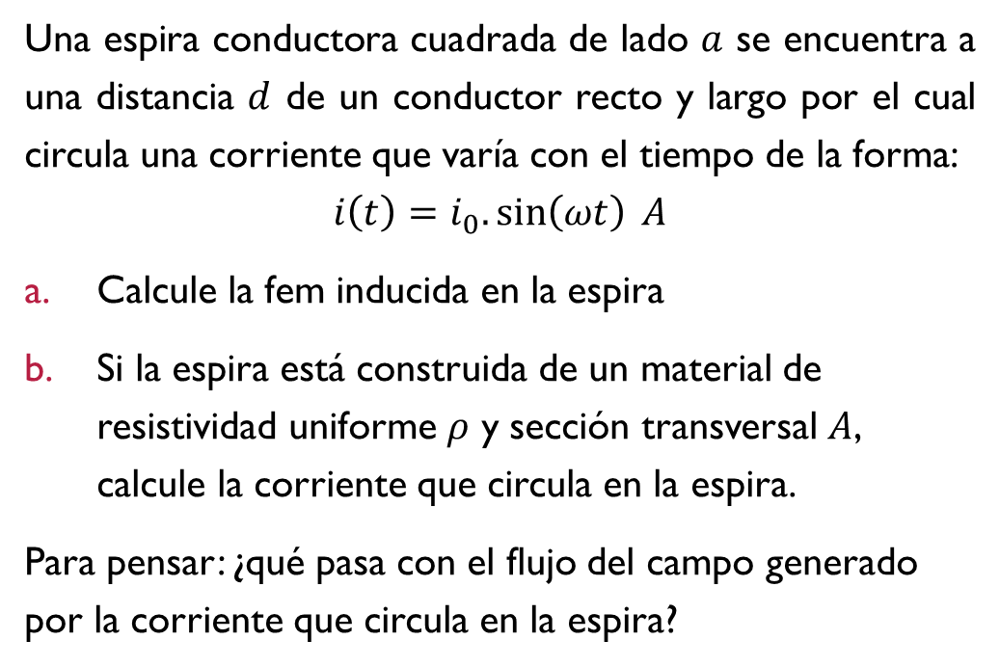 Una espira conductora cuadrada de lado a se encuentra a
una distancia d de un conductor recto y largo por el cual
circula una corriente que varía con el tiempo de la forma:
i(t) = i₀. sin(ωt) A
a. Calcule la fem inducida en la espira
b. Si la espira está construida de un material de
resistividad uniforme ρ y sección transversal A,
calcule la corriente que circula en la espira.
Para pensar: ¿qué pasa con el flujo del campo generado
por la corriente que circula en la espira?